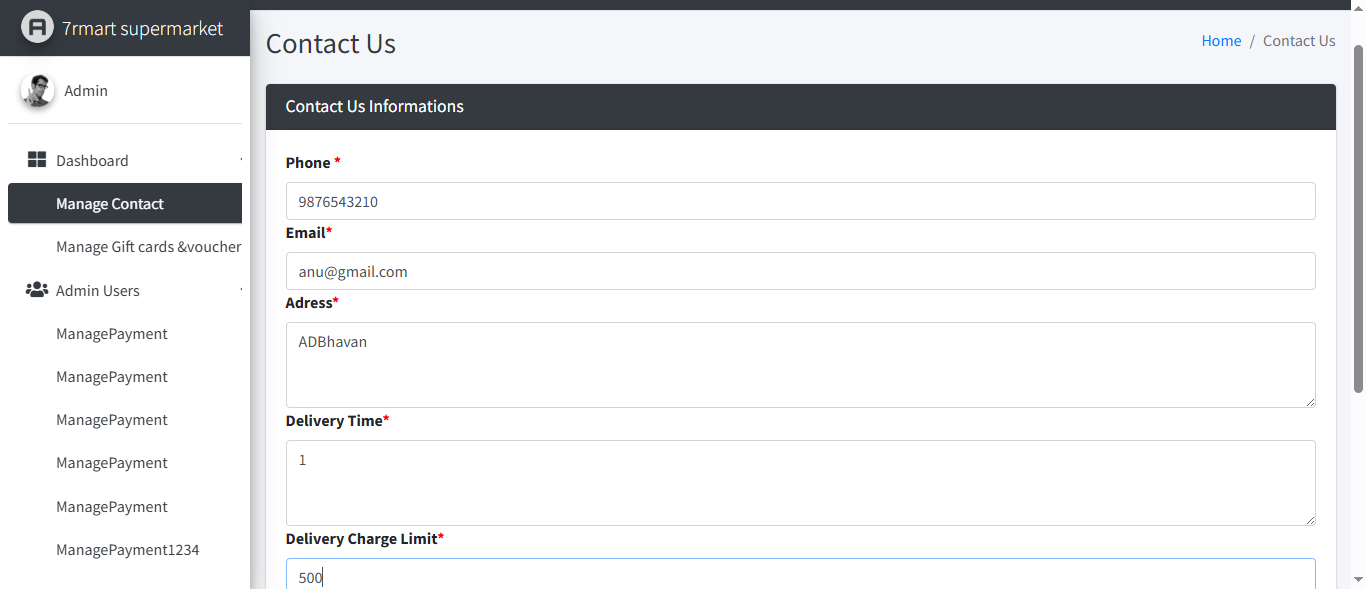 7rmart supermarket
Admin
Dashboard
Manage Contact
Manage Gift cards &voucher
Admin Users
ManagePayment
ManagePayment
ManagePayment
ManagePayment
ManagePayment
ManagePayment1234
Contact Us
Home / Contact Us
Contact Us Informations
Phone *
9876543210
Email*
anu@gmail.com
Adress*
ADBhavan
Delivery Time*
1
Delivery Charge Limit*
500